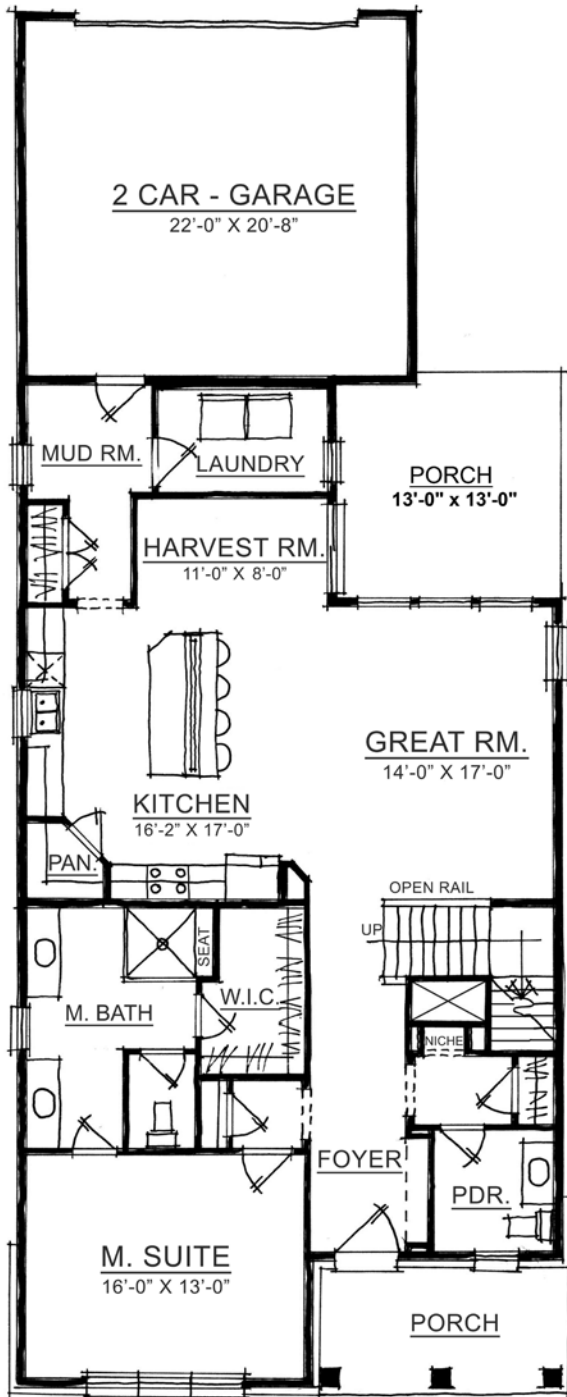 2 CAR - GARAGE
22'-0" X 20'-8"
MUD RM.
LAUNDRY
PORCH
13'-0" x 13'-0"
HARVEST RM.
11'-0" X 8'-0"
GREAT RM.
14'-0" X 17'-0"
KITCHEN
16'-2" X 17'-0"
PAN.
OPEN RAIL
UP
SEAT
W.I.C.
M. BATH
NICHE
FOYER
PDR.
M. SUITE
16'-0" X 13'-0"
PORCH